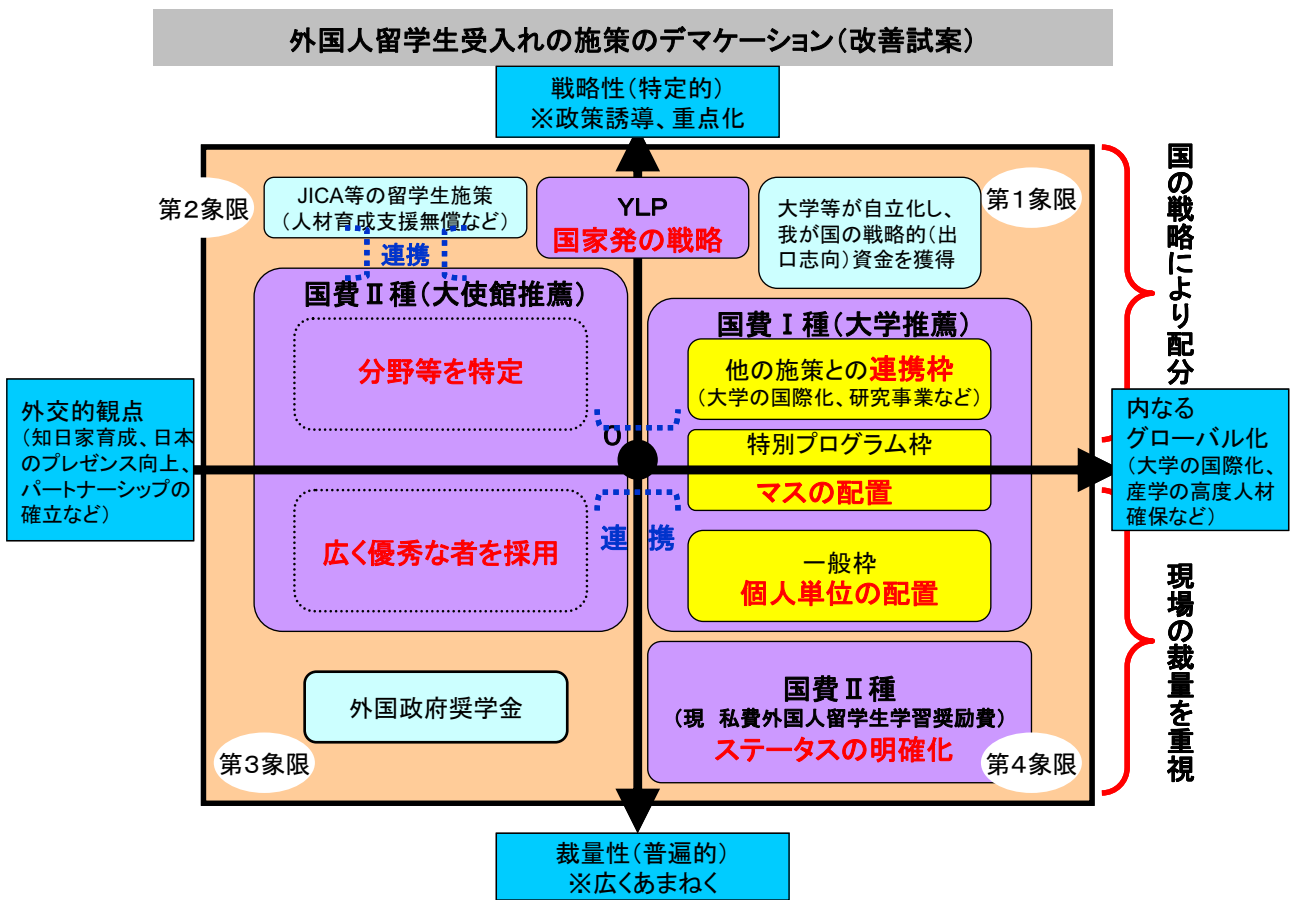 外国人留学生受入れの施策のデマケーション(改善試案)
戦略性(特定的)
※政策誘導、重点化
第2象限
JICA等の留学生施策
(人材育成支援無償など)
連携
YLP
国家発の戦略
大学等が自立化し、
我が国の戦略的(出
口志向)資金を獲得
第1象限
国の戦略により配分
国費Ⅱ種(大使館推薦)
分野等を特定
広く優秀な者を採用
国費Ⅰ種(大学推薦)
他の施策との連携枠
(大学の国際化、研究事業など)
特別プログラム枠
マスの配置
一般枠
個人単位の配置
O
連 携
外交的観点
(知日家育成、日本
のプレゼンス向上、
パートナーシップの
確立など)
内なる
グローバル化
(大学の国際化、
産学の高度人材
確保など)
現場の裁量を重視
外国政府奨学金
第3象限
国費Ⅱ種
(現 私費外国人留学生学習奨励費)
ステータスの明確化
第4象限
裁量性(普遍的)
※広くあまねく